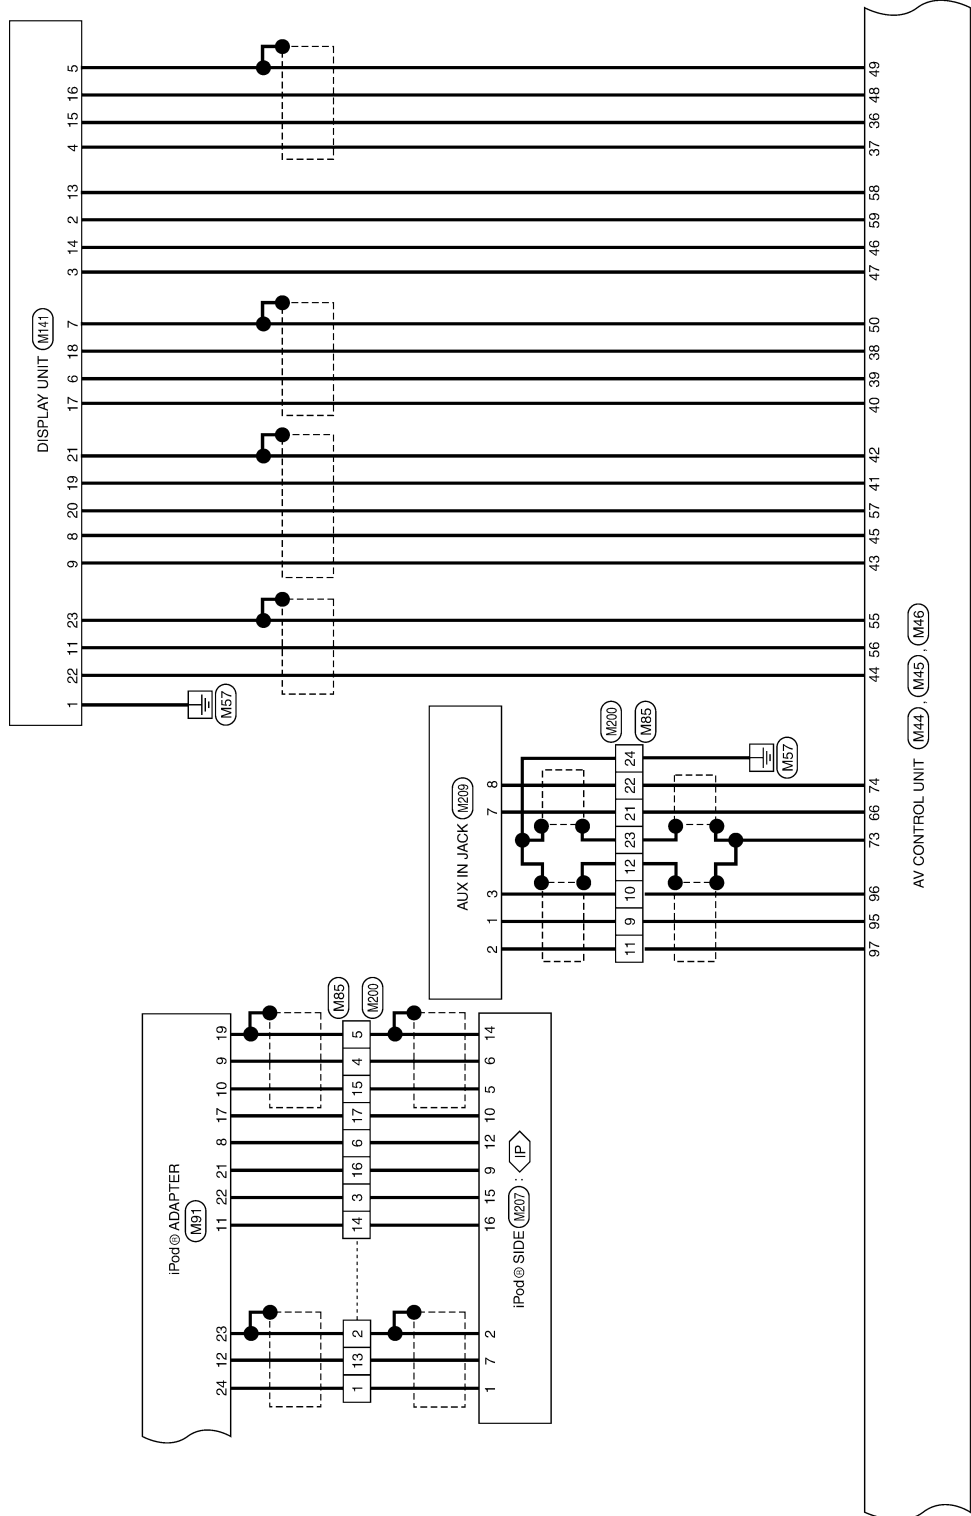 DISPLAY UNIT M141
5 49
16 48
15 36
4 37
13 58
2 59
14 46
3 47
7 50
18 38
6 39
17 40
21 42
19 41
20 57
8 45
9 43
23 55
11 56
22 44
1
M57
AV CONTROL UNIT M44 , M45 , M46
AUX IN JACK M209
M200
M85
24
M57
8 22 74
7 21 66
23 73
12
3 10 96
1 9 95
2 11 97
iPod® ADAPTER
M91
M85
M200
iPod® SIDE M207 : IP
19 5 14
9 4 6
10 15 5
17 17 10
8 6 12
21 16 9
22 3 15
11 14 16
23 2 2
12 13 7
24 1 1